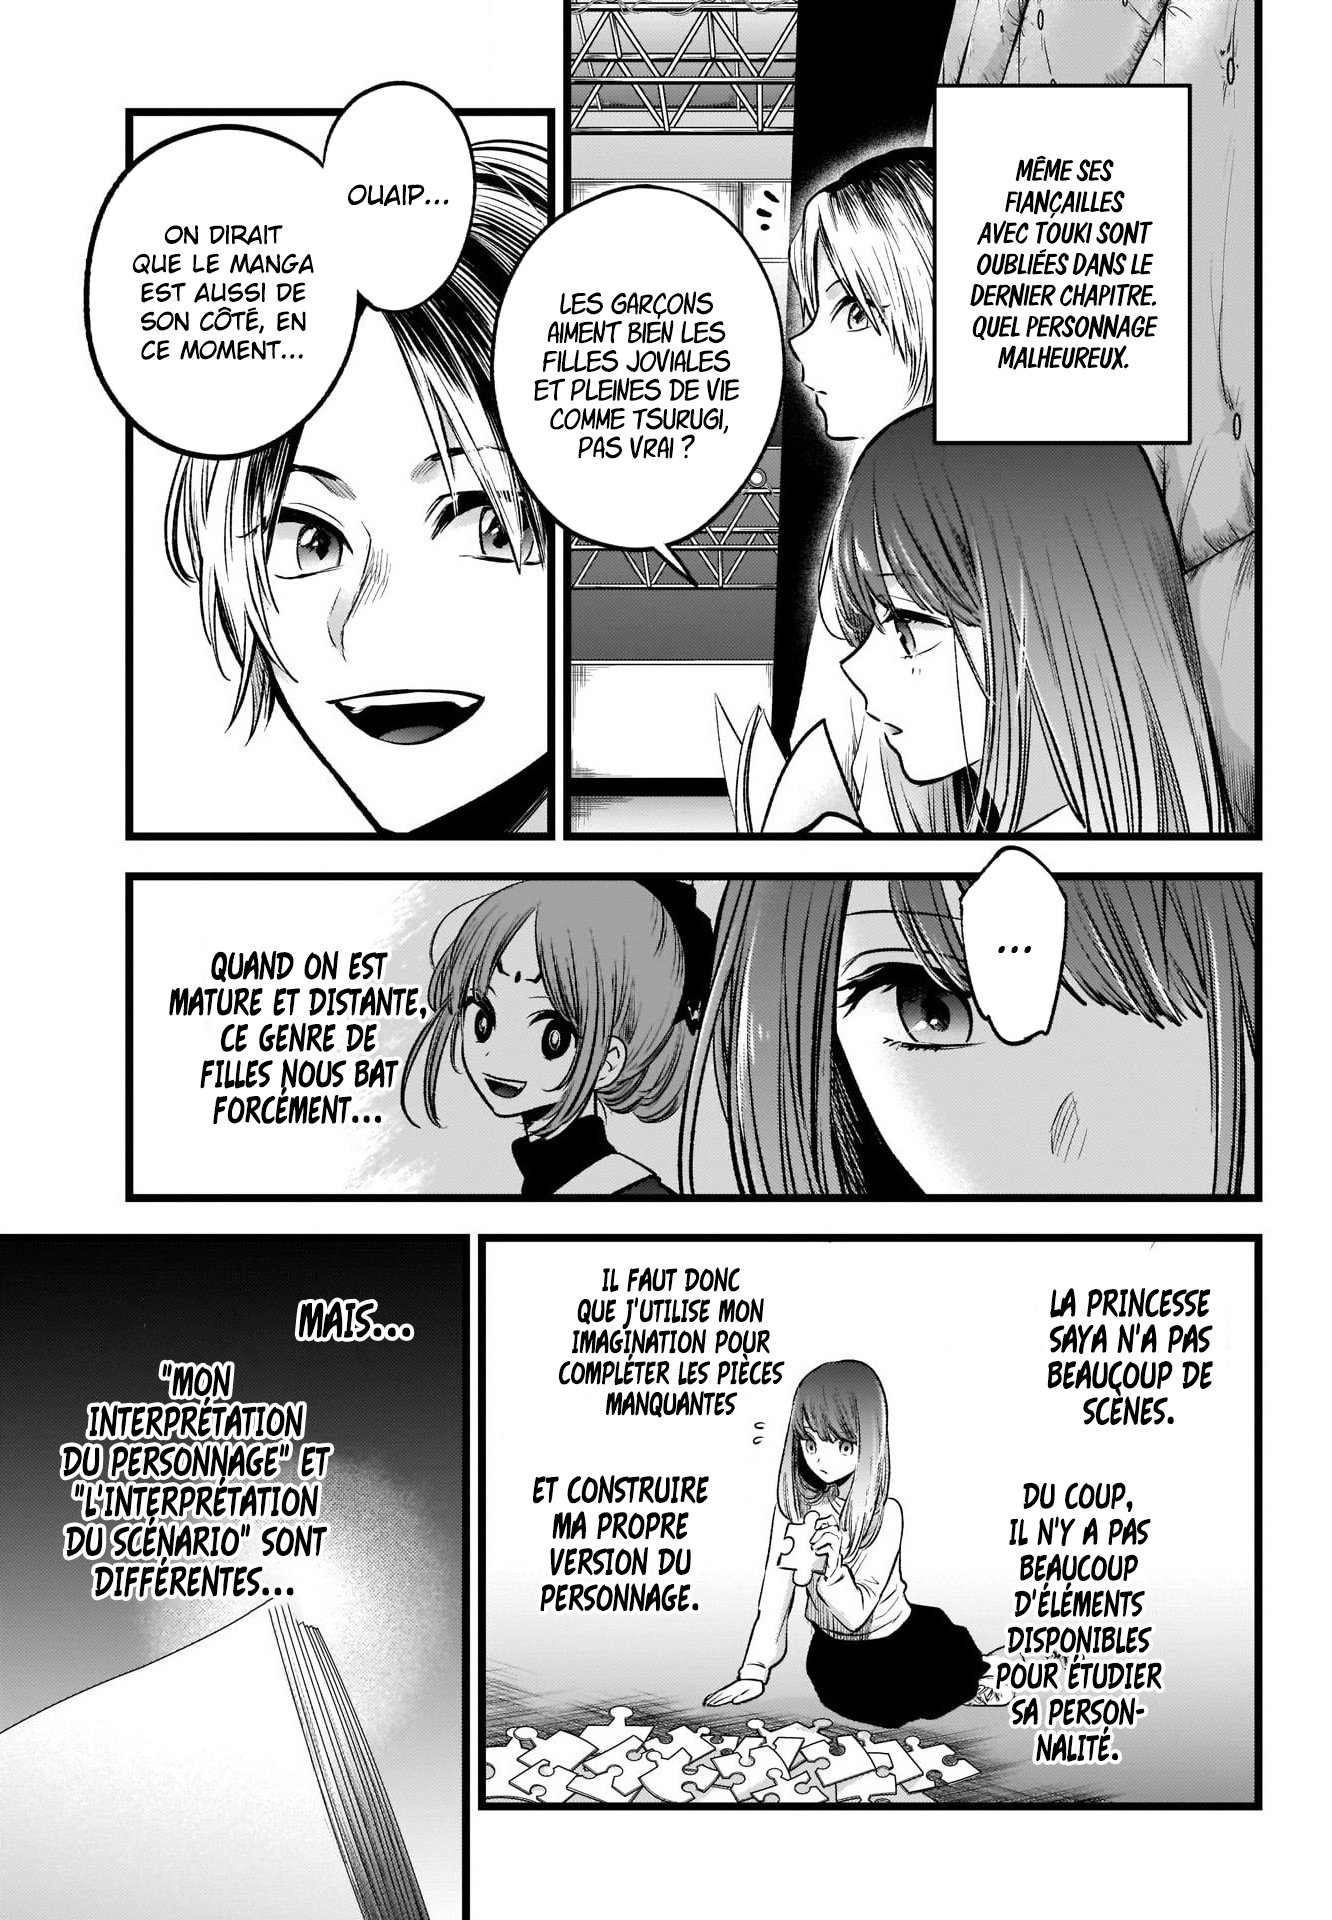 MÊME SES
FIANÇAILLES
AVEC TÔUKI SONT
OUBLIÉES DANS LE
DERNIER CHAPITRE.
QUEL PERSONNAGE
MALHEUREUX.
LES GARÇONS
AIMENT BIEN LES
FILLES JOVIALES
ET PLEINES DE VIE
COMME TSURUGI,
PAS VRAI ?
OUAIP...
ON DIRAIT
QUE LE MANGA
EST AUSSI DE
SON CÔTÉ, EN
CE MOMENT...
...
QUAND ON EST
MATURE ET DISTANTE,
CE GENRE DE
FILLES NOUS BAT
FORCÉMENT...
LA PRINCESSE
SAYA N'A PAS
BEAUCOUP DE
SCÈNES.
DU COUP,
IL N'Y A PAS
BEAUCOUP
D'ÉLÉMENTS
DISPONIBLES
POUR ÉTUDIER
SA PERSON-
NALITÉ.
IL FAUT DONC
QUE J'UTILISE MON
IMAGINATION POUR
COMPLÉTER LES PIÈCES
MANQUANTES
ET CONSTRUIRE
MA PROPRE
VERSION DU
PERSONNAGE.
MAIS...
"MON
INTERPRÉTATION
DU PERSONNAGE" ET
"L'INTERPRÉTATION
DU SCÉNARIO" SONT
DIFFÉRENTES...